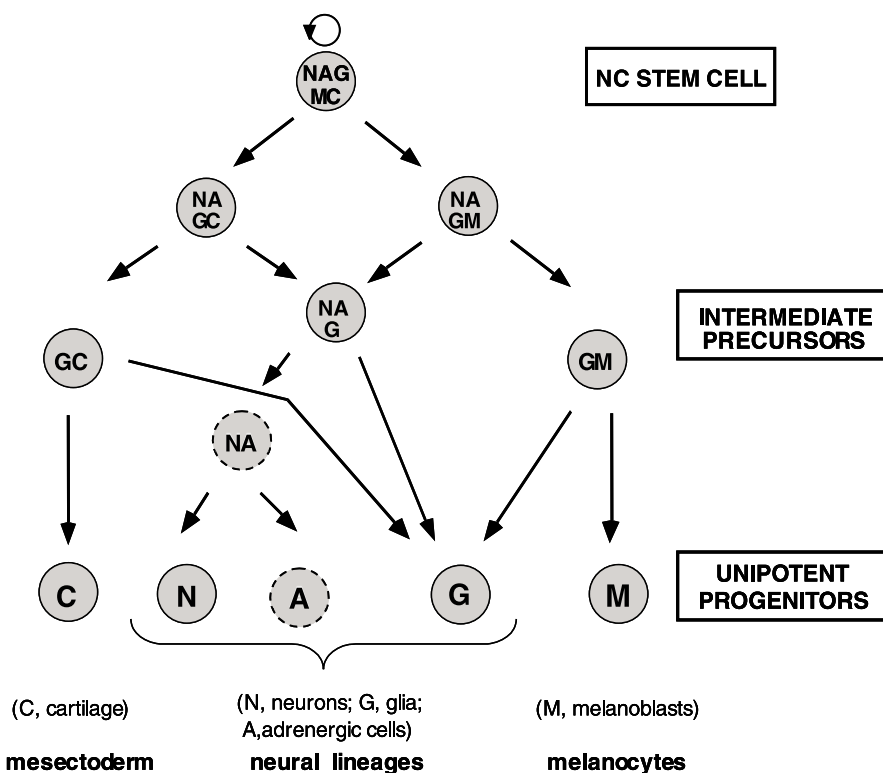 NAG
MC
NC STEM CELL
NA
GC
NA
GM
NA
G
INTERMEDIATE
PRECURSORS
GC
GM
NA
C
N
A
G
M
UNIPOTENT
PROGENITORS
(C, cartilage)
(N, neurons; G, glia;
A,adrenergic cells)
(M, melanoblasts)
mesectoderm
neural lineages
melanocytes